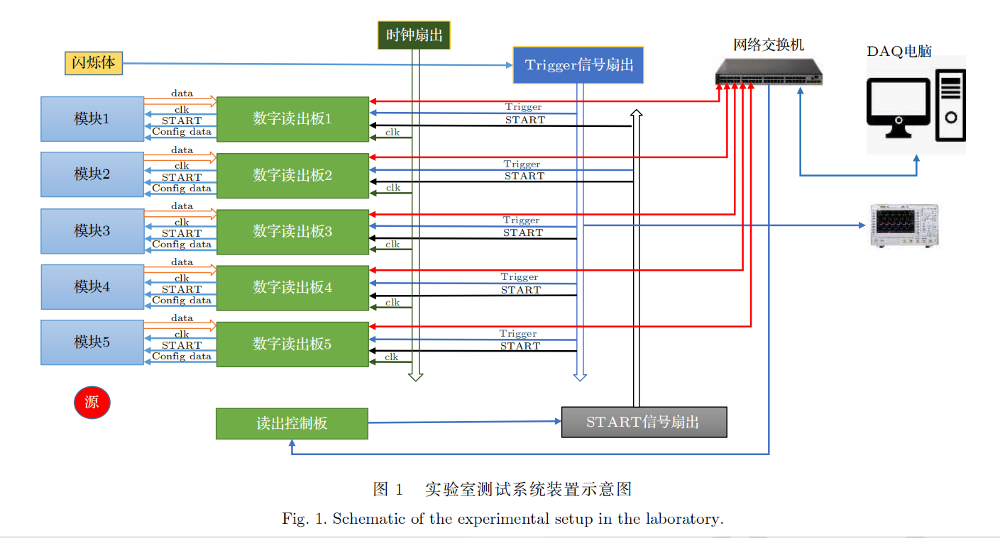 时钟扇出
网络交换机
DAQ电脑
闪烁体
Trigger信号扇出
模块1
data
clk
START
Config data
数字读出板1
Trigger
START
clk
模块2
data
clk
START
Config data
数字读出板2
Trigger
START
clk
模块3
data
clk
START
Config data
数字读出板3
Trigger
START
clk
模块4
data
clk
START
Config data
数字读出板4
Trigger
START
clk
模块5
data
clk
START
Config data
数字读出板5
Trigger
START
clk
源
读出控制板
START信号扇出
图 1 实验室测试系统装置示意图
Fig. 1. Schematic of the experimental setup in the laboratory.